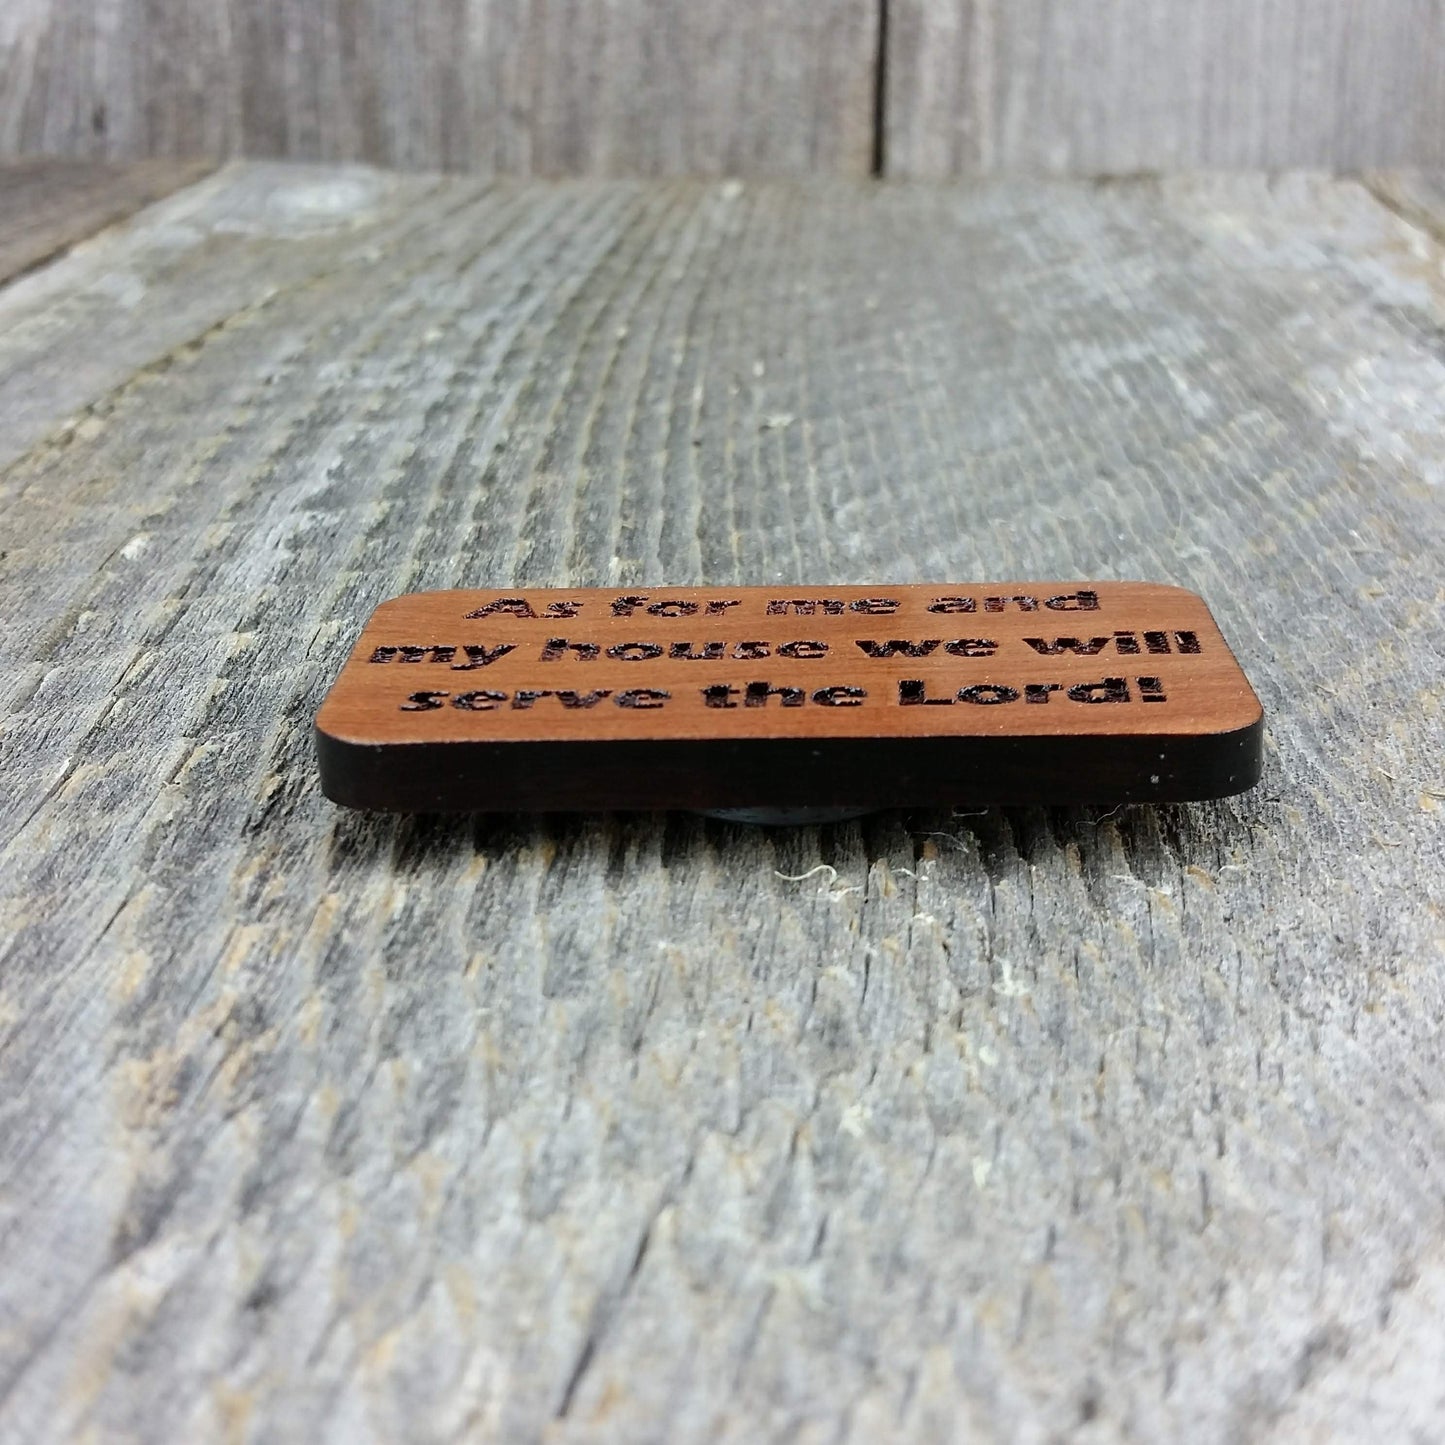 As for me and
my house we will
serve the Lord!